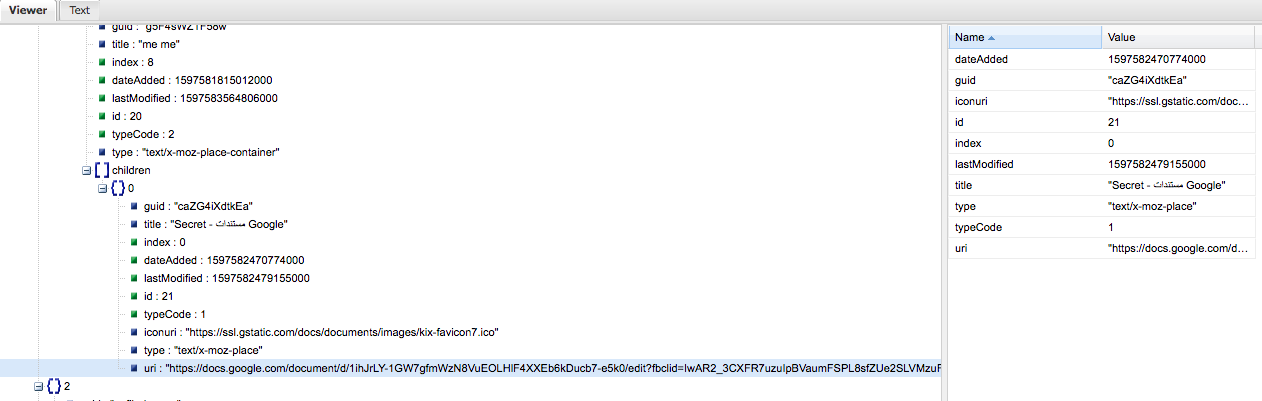 Viewer Text
guid : "g5F4sWZ1F58w
title : "me me"
index : 8
dateAdded : 1597581815012000
lastModified : 1597583564806000
id : 20
typeCode : 2
type : "text/x-moz-place-container"
children
0
guid : "caZG4iXdtkEa"
title : "Secret - مستندات Google"
index : 0
dateAdded : 1597582470774000
lastModified : 1597582479155000
id : 21
typeCode : 1
iconuri : "https://ssl.gstatic.com/docs/documents/images/kix-favicon7.ico"
type : "text/x-moz-place"
uri : "https://docs.google.com/document/d/1ihJrLY-1GW7gfmWzN8VuEOLHIF4XXEb6kDucb7-e5k0/edit?fbclid=IwAR2_3CXFR7uzuIpBVaumFSPL8sfZUe2SLVMzuF
2
Name Value
dateAdded 1597582470774000
guid "caZG4iXdtkEa"
iconuri "https://ssl.gstatic.com/doc...
id 21
index 0
lastModified 1597582479155000
title "Secret - مستندات Google"
type "text/x-moz-place"
typeCode 1
uri "https://docs.google.com/d...